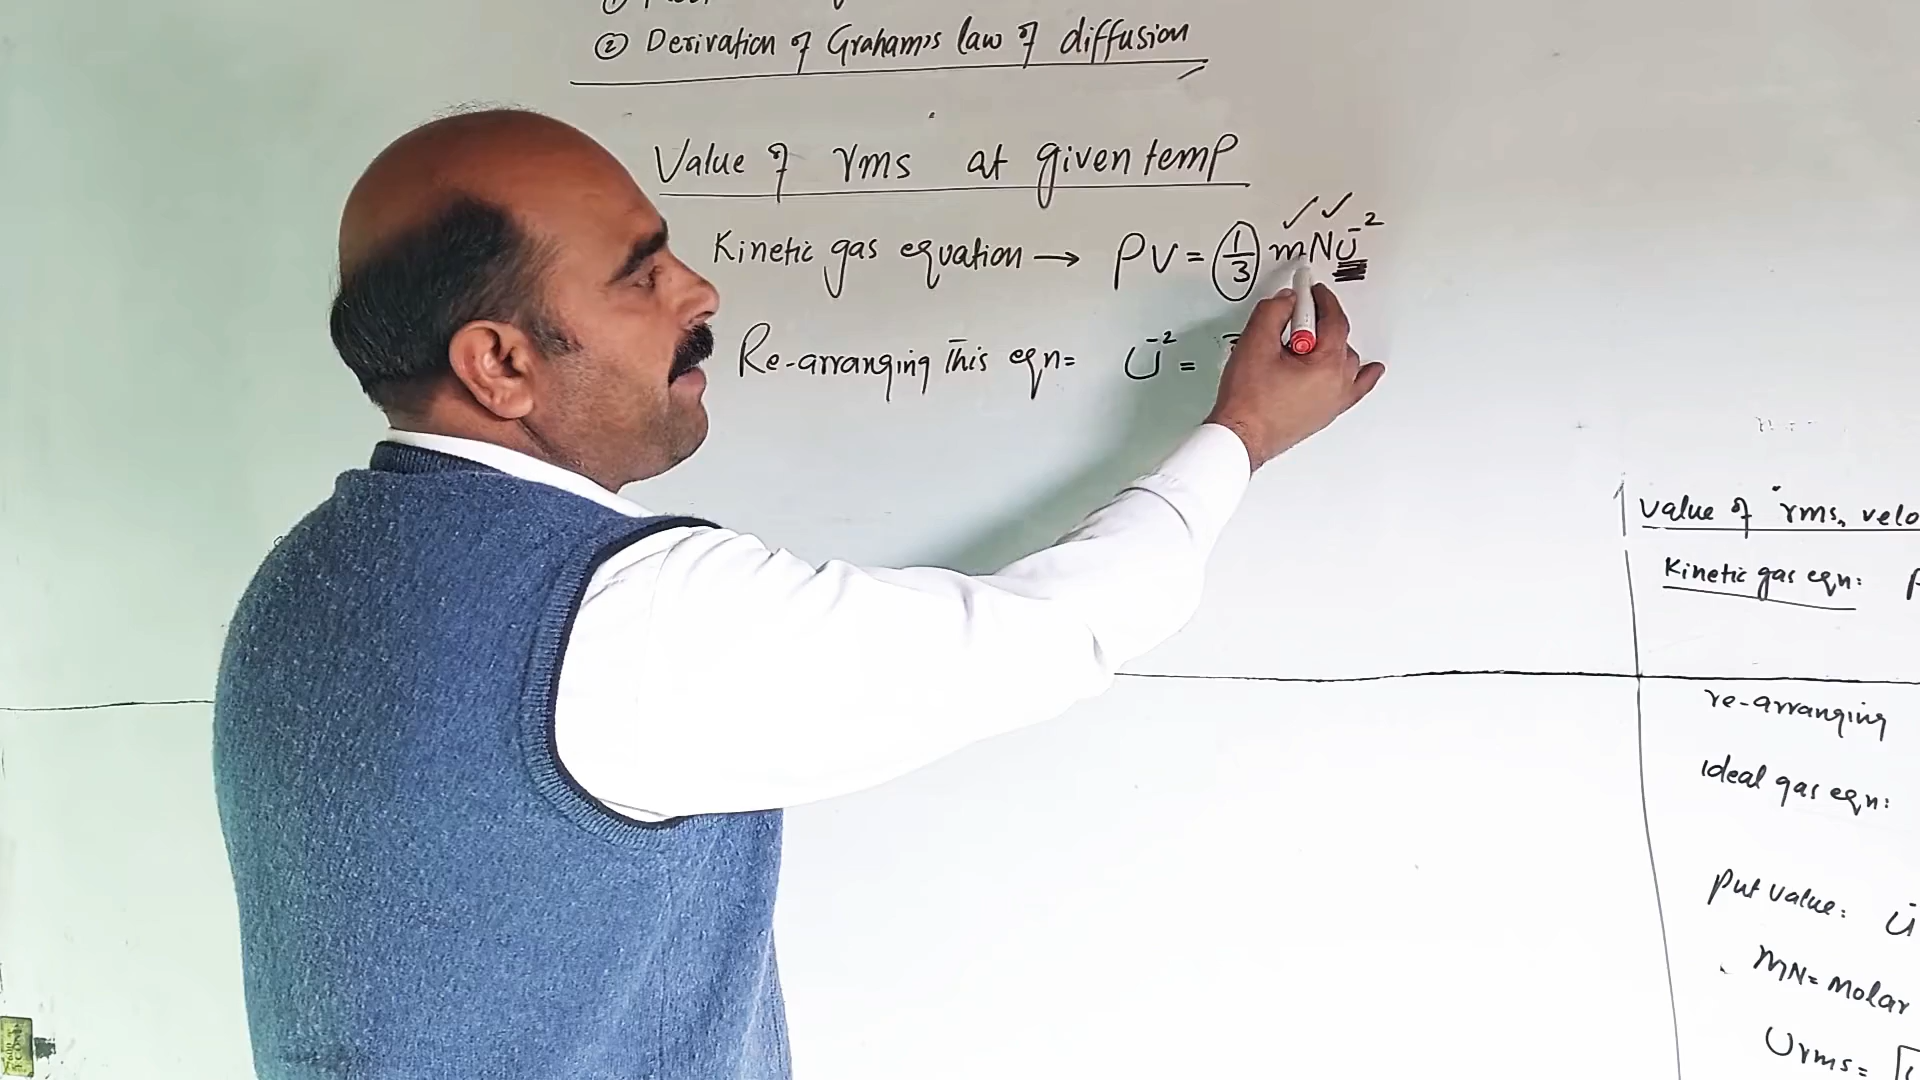 ② Derivation of Graham's law of diffusion
Value of rms at given temp
Kinetic gas equation → PV = 1/3 mNŪ²
Re-arranging This eqn= Ū² =
Value of rms, velo
Kinetic gas eqn:
re-arranging
ideal gas eqn:
put value: Ū
MN= Molar
Urms=